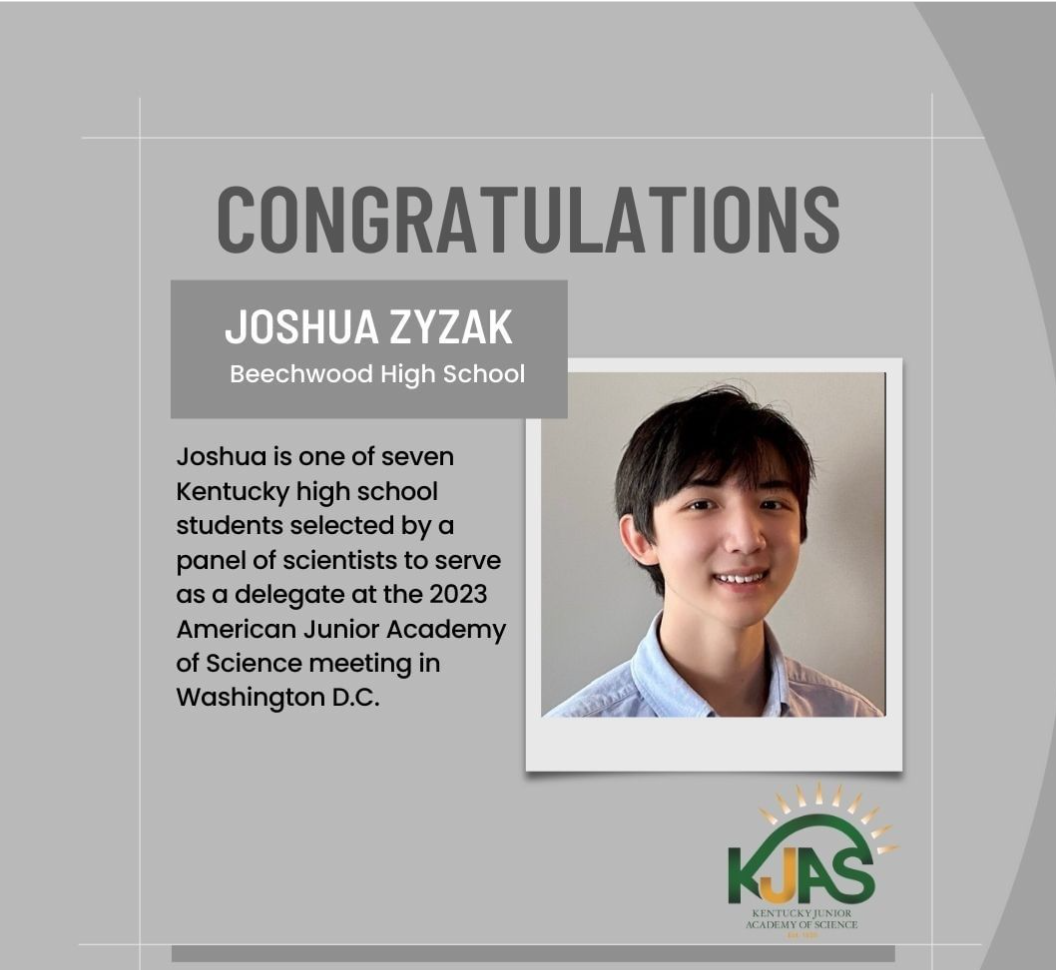 CONGRATULATIONS
JOSHUA ZYZAK
Beechwood High School
Joshua is one of seven
Kentucky high school
students selected by a
panel of scientists to serve
as a delegate at the 2023
American Junior Academy
of Science meeting in
Washington D.C.
KJAS
KENTUCKY JUNIOR
ACADEMY OF SCIENCE